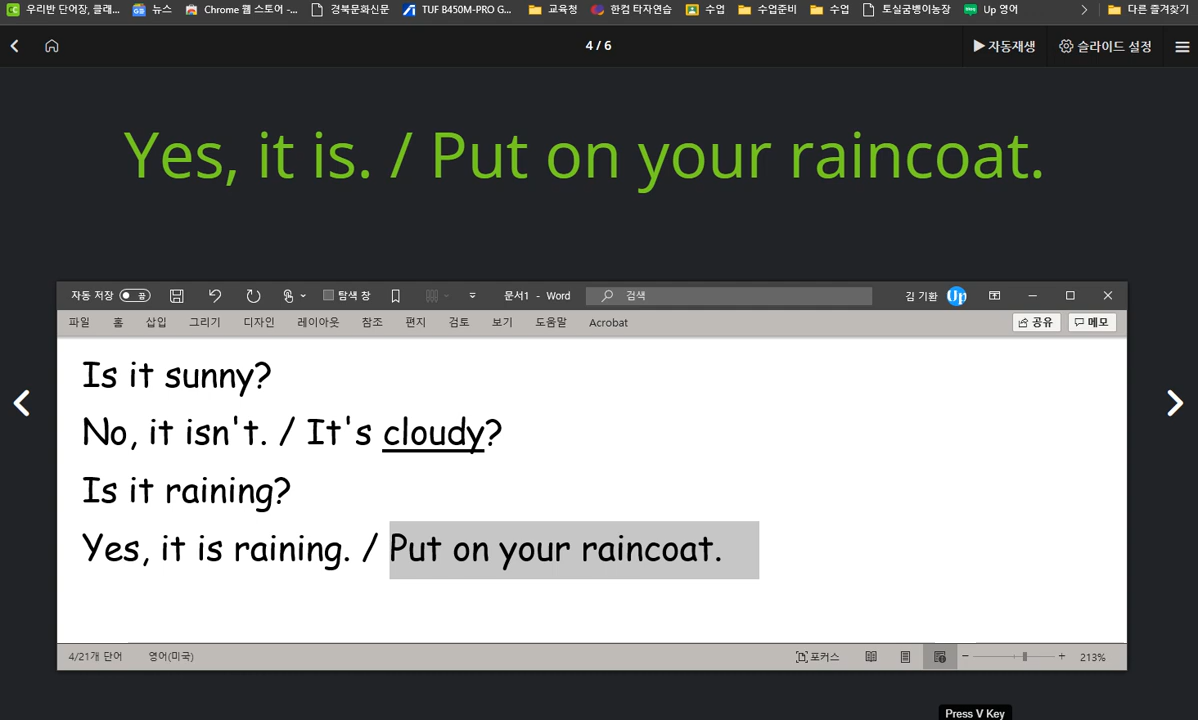 우리반 단어장, 클래... 뉴스 Chrome 웹 스토어 -... 경북문화신문 TUF B450M-PRO G... 교육청 한컴 타자연습 수업 수업준비 수업 토실굼벵이농장 Up 영어 다른 즐겨찾기
4 / 6 자동재생 슬라이드 설정
Yes, it is. / Put on your raincoat.
자동 저장 끔 탐색 창 문서1 - Word 검색 김 기환 Up
파일 홈 삽입 그리기 디자인 레이아웃 참조 편지 검토 보기 도움말 Acrobat 공유 메모
Is it sunny?
No, it isn't. / It's cloudy?
Is it raining?
Yes, it is raining. / Put on your raincoat.
4/21개 단어 영어(미국) 포커스 213%
Press V Key